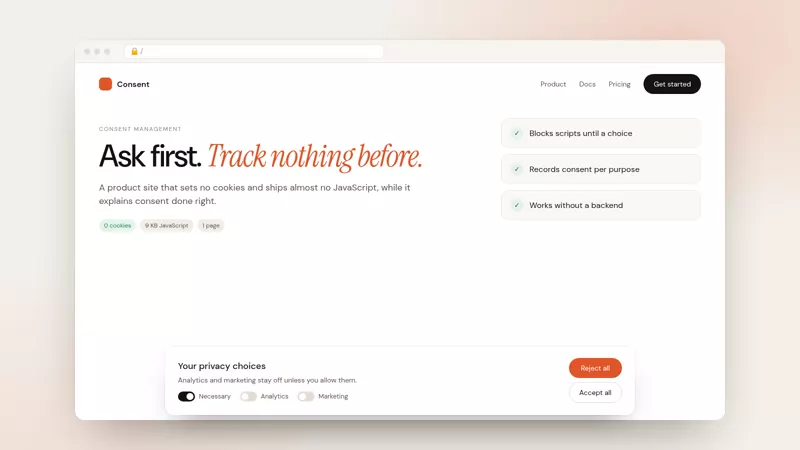 /
Consent
Product
Docs
Pricing
Get started
CONSENT MANAGEMENT
Ask first. Track nothing before.
A product site that sets no cookies and ships almost no JavaScript, while it
explains consent done right.
0 cookies
9 KB JavaScript
1 page
✓ Blocks scripts until a choice
✓ Records consent per purpose
✓ Works without a backend
Your privacy choices
Analytics and marketing stay off unless you allow them.
Necessary
Analytics
Marketing
Reject all
Accept all